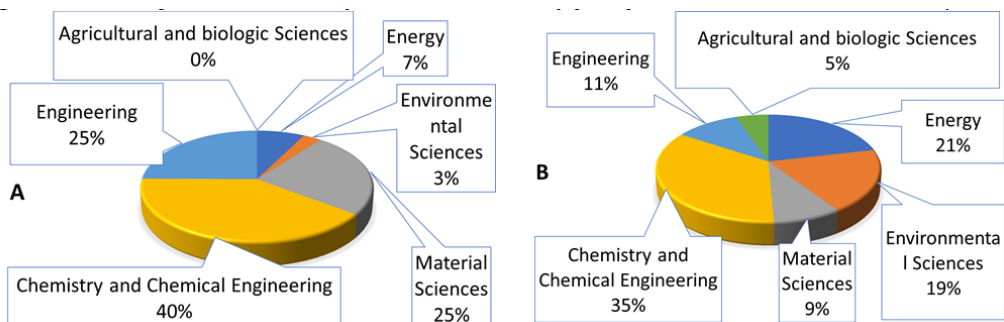 Agricultural and biologic Sciences
0%
Energy
7%
Engineering
25%
Environme
ntal
Sciences
3%
A
Chemistry and Chemical Engineering
40%
Material
Sciences
25%
Agricultural and biologic Sciences
5%
Engineering
11%
Energy
21%
B
Chemistry and
Chemical Engineering
35%
Material
Sciences
9%
Environmenta
l Sciences
19%